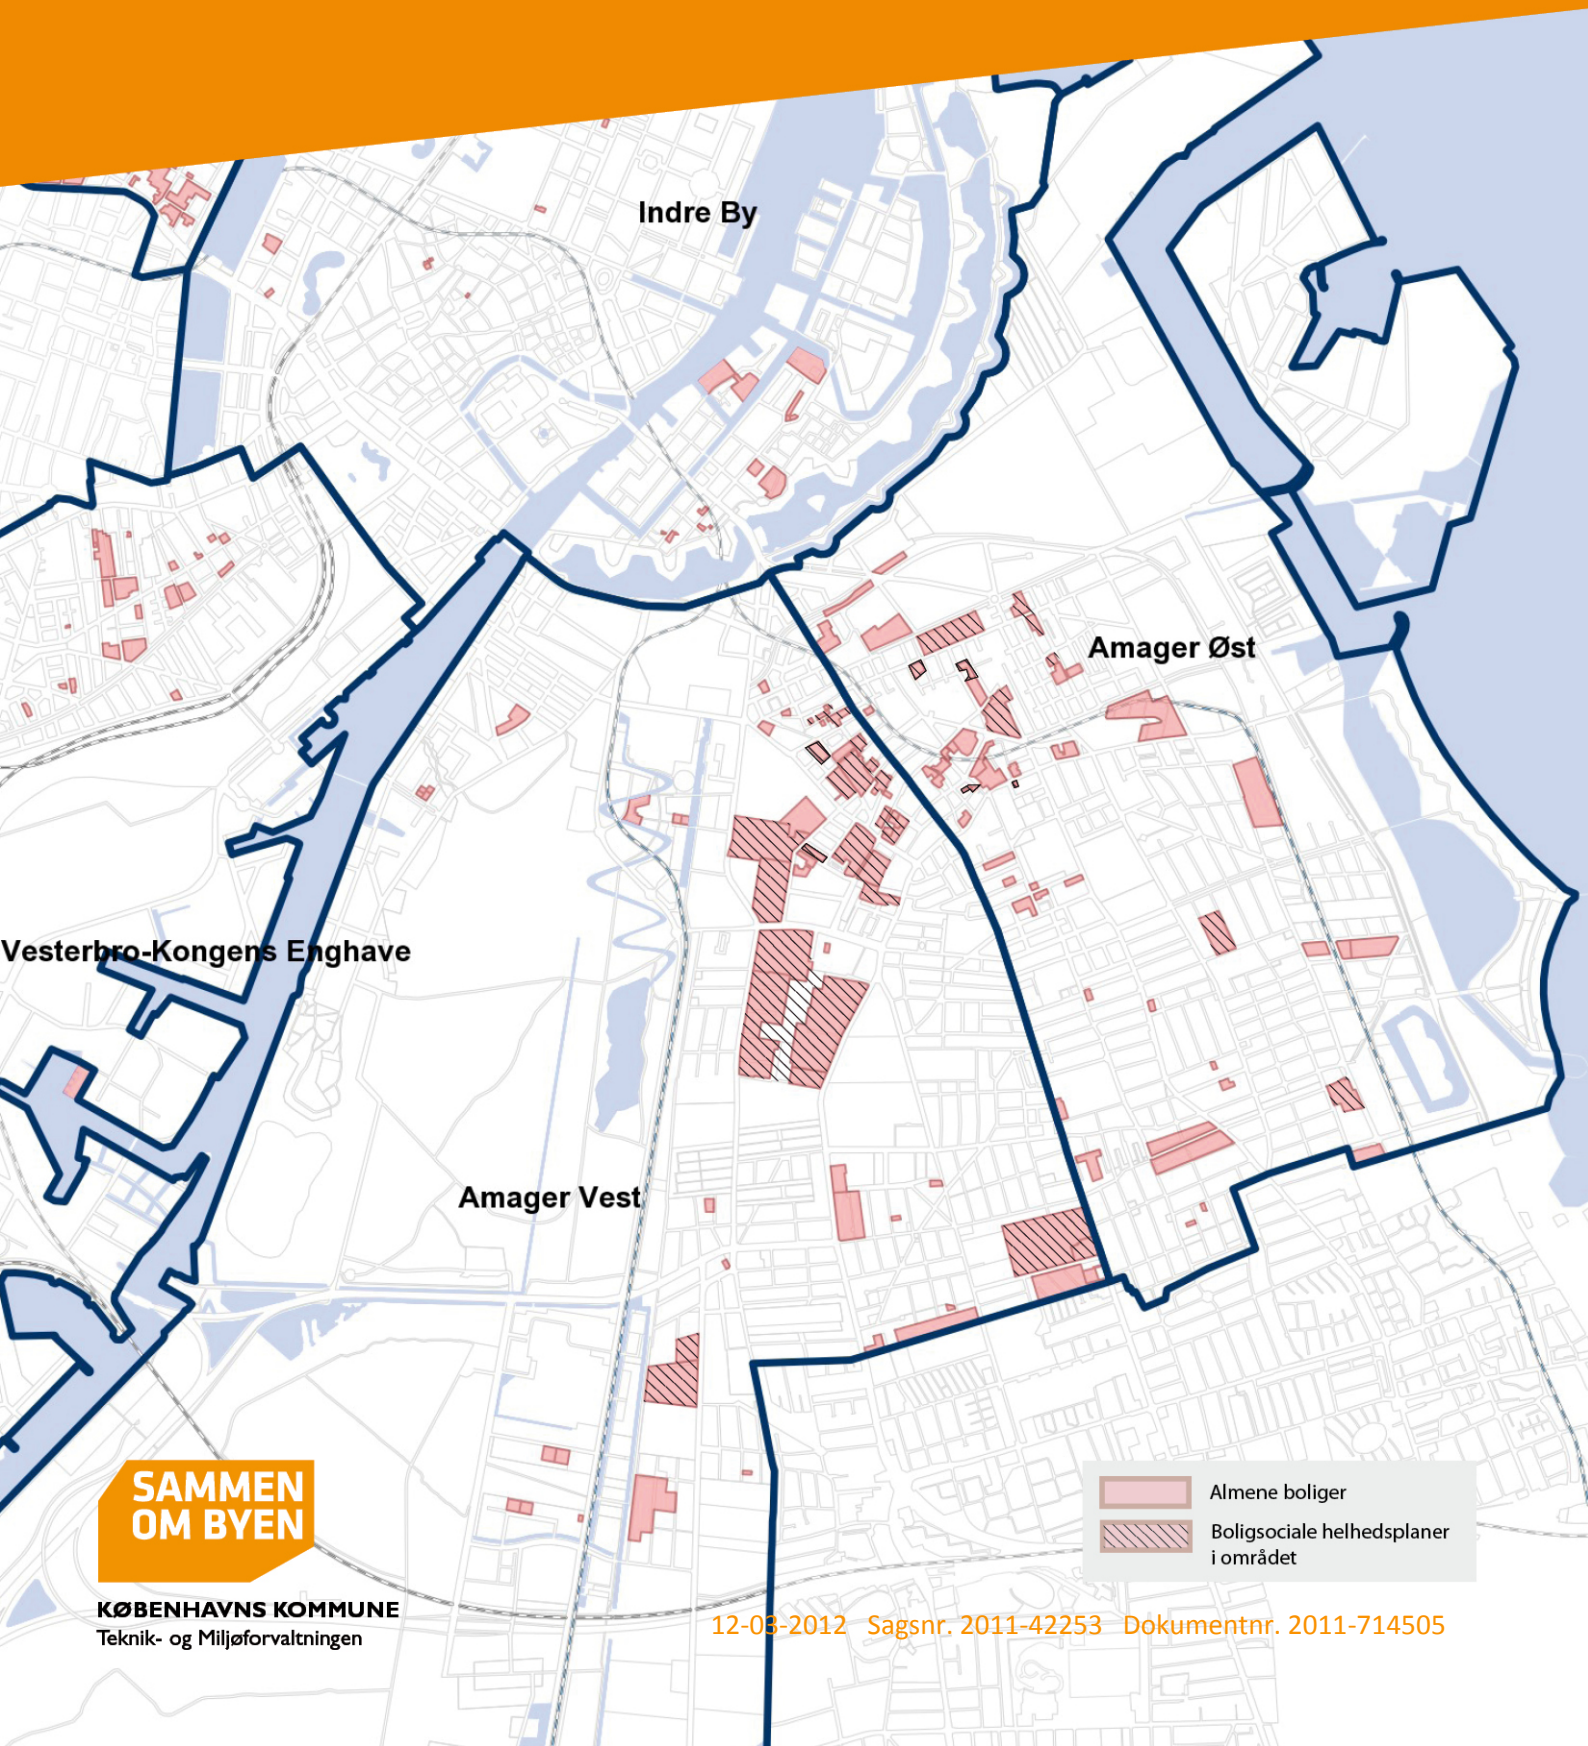 Indre By
Amager Øst
Vesterbro-Kongens Enghave
Amager Vest
SAMMEN
OM BYEN
Almene boliger
Boligsociale helhedsplaner
i området
KØBENHAVNS KOMMUNE
Teknik- og Miljøforvaltningen
12-03-2012 Sagsnr. 2011-42253 Dokumentnr. 2011-714505